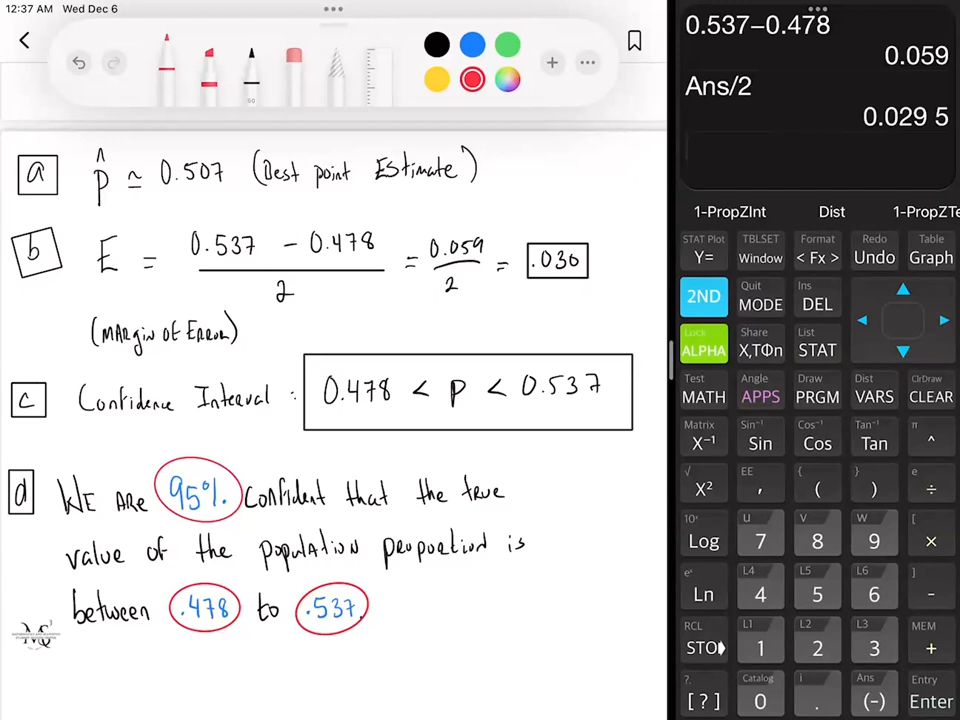 12:37 AM Wed Dec 6
a p̂ ≃ 0.507 (Best point Estimate)
b E = 0.537 - 0.478 / 2 = 0.059 / 2 = .030
(Margin of Error)
c Confidence Interval : 0.478 < p < 0.537
d We are 95% confident that the true
value of the population proportion is
between .478 to .537.
0.537−0.478
0.059
Ans/2
0.029 5
1-PropZInt Dist 1-PropZTe
STAT Plot TBLSET Format Redo Table
Y= Window < Fx > Undo Graph
Quit Ins
2ND MODE DEL
Lock Share List
ALPHA X,TΘn STAT
Test Angle Draw Dist ClrDraw
MATH APPS PRGM VARS CLEAR
Matrix Sin⁻¹ Cos⁻¹ Tan⁻¹ π
X⁻¹ Sin Cos Tan ^
√ EE { } e
X² , ( ) ÷
10ˣ u v w [
Log 7 8 9 ×
eˣ L4 L5 L6 ]
Ln 4 5 6 -
RCL L1 L2 L3 MEM
STO 1 2 3 +
?. Catalog i Ans Entry
[ ? ] 0 . (-) Enter